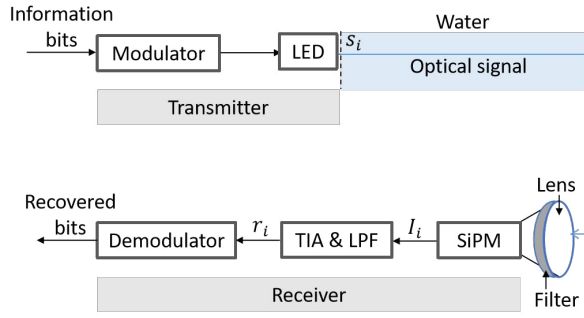 Information
bits
Modulator
LED
s_i
Water
Optical signal
Transmitter
Recovered
bits
Demodulator
r_i
TIA & LPF
I_i
SiPM
Lens
Filter
Receiver